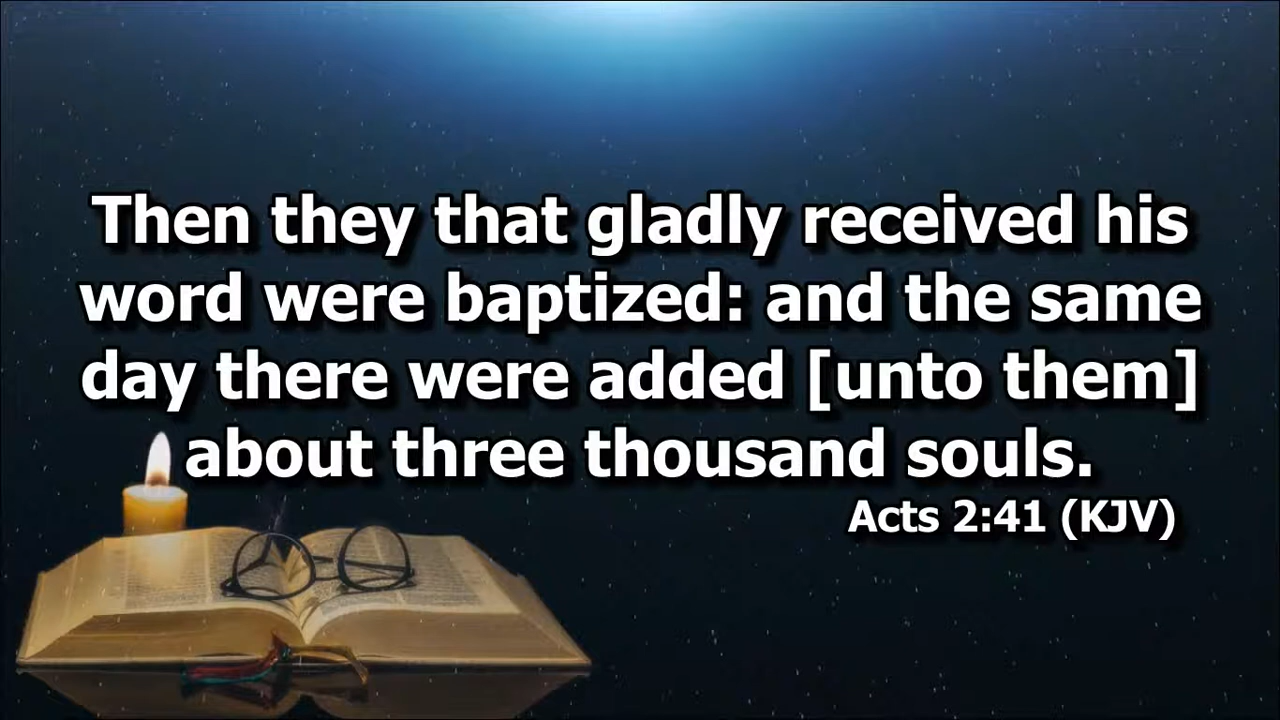 Then they that gladly received his
word were baptized: and the same
day there were added [unto them]
about three thousand souls.
Acts 2:41 (KJV)